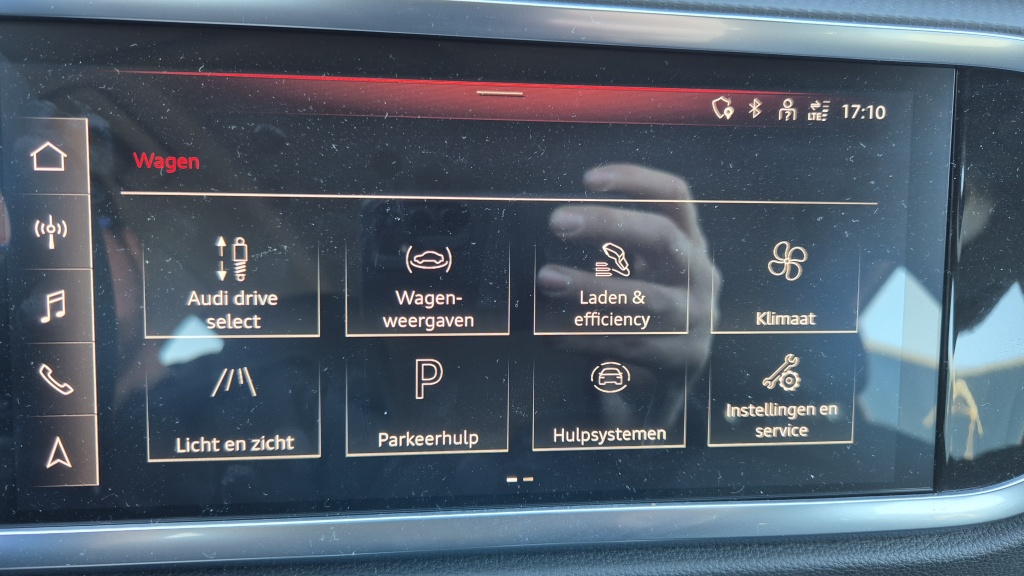 LTE 17:10
Wagen
Audi drive
select
Wagen-
weergaven
Laden &
efficiency
Klimaat
Licht en zicht
P
Parkeerhulp
Hulpsystemen
Instellingen en
service